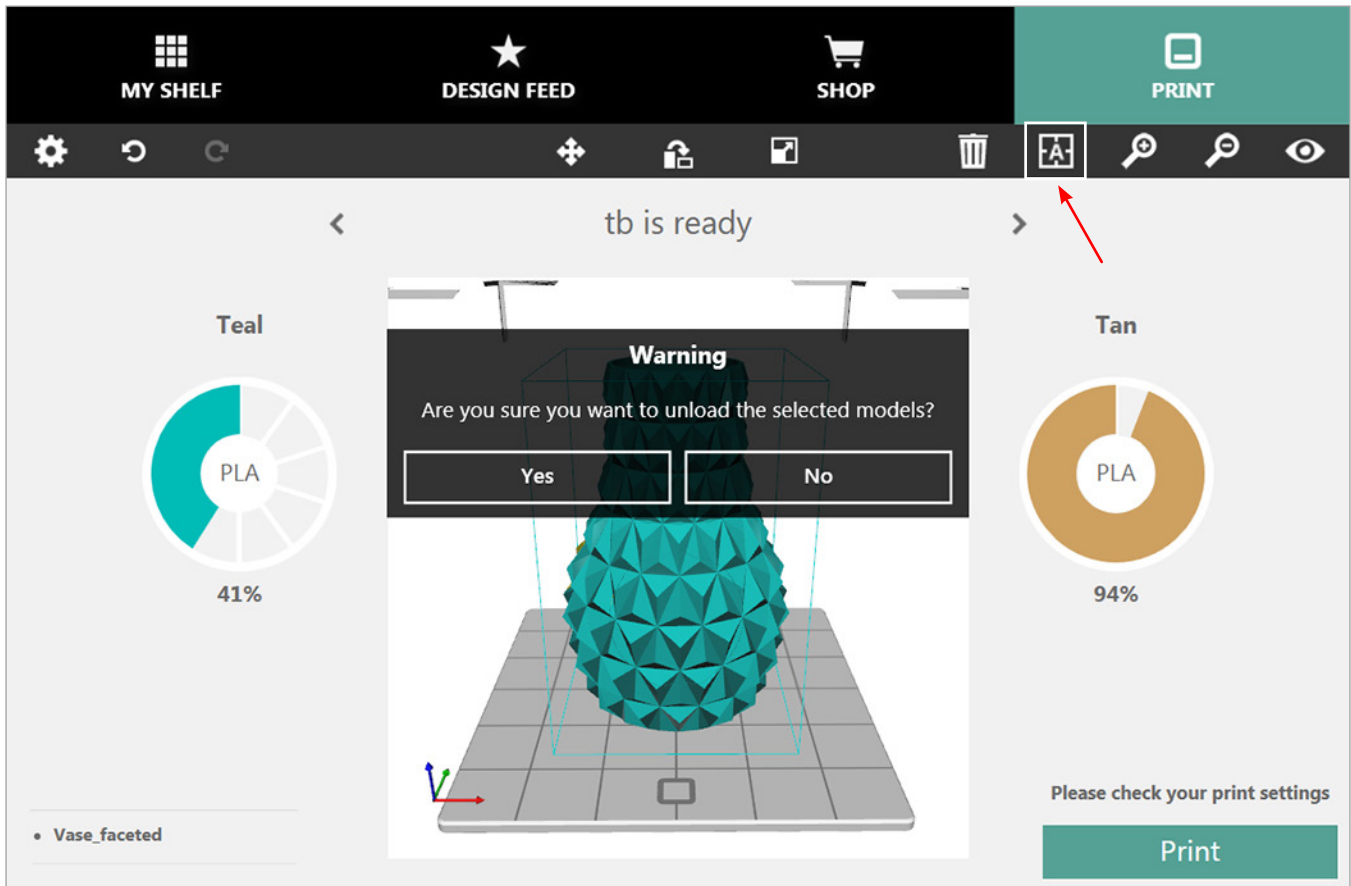 MY SHELF
DESIGN FEED
SHOP
PRINT
A
tb is ready
Teal
Tan
Warning
Are you sure you want to unload the selected models?
Yes
No
PLA
PLA
41%
94%
Please check your print settings
• Vase_faceted
Print